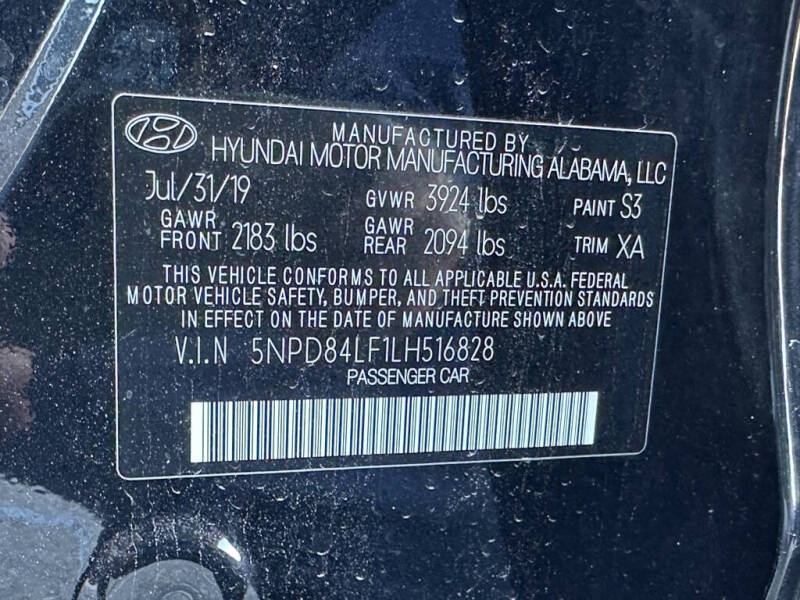 MANUFACTURED BY
HYUNDAI MOTOR MANUFACTURING ALABAMA, LLC
Jul/31/19 GVWR 3924 lbs PAINT S3
GAWR FRONT 2183 lbs GAWR REAR 2094 lbs TRIM XA
THIS VEHICLE CONFORMS TO ALL APPLICABLE U.S.A. FEDERAL
MOTOR VEHICLE SAFETY, BUMPER, AND THEFT PREVENTION STANDARDS
IN EFFECT ON THE DATE OF MANUFACTURE SHOWN ABOVE
V.I.N 5NPD84LF1LH516828
PASSENGER CAR